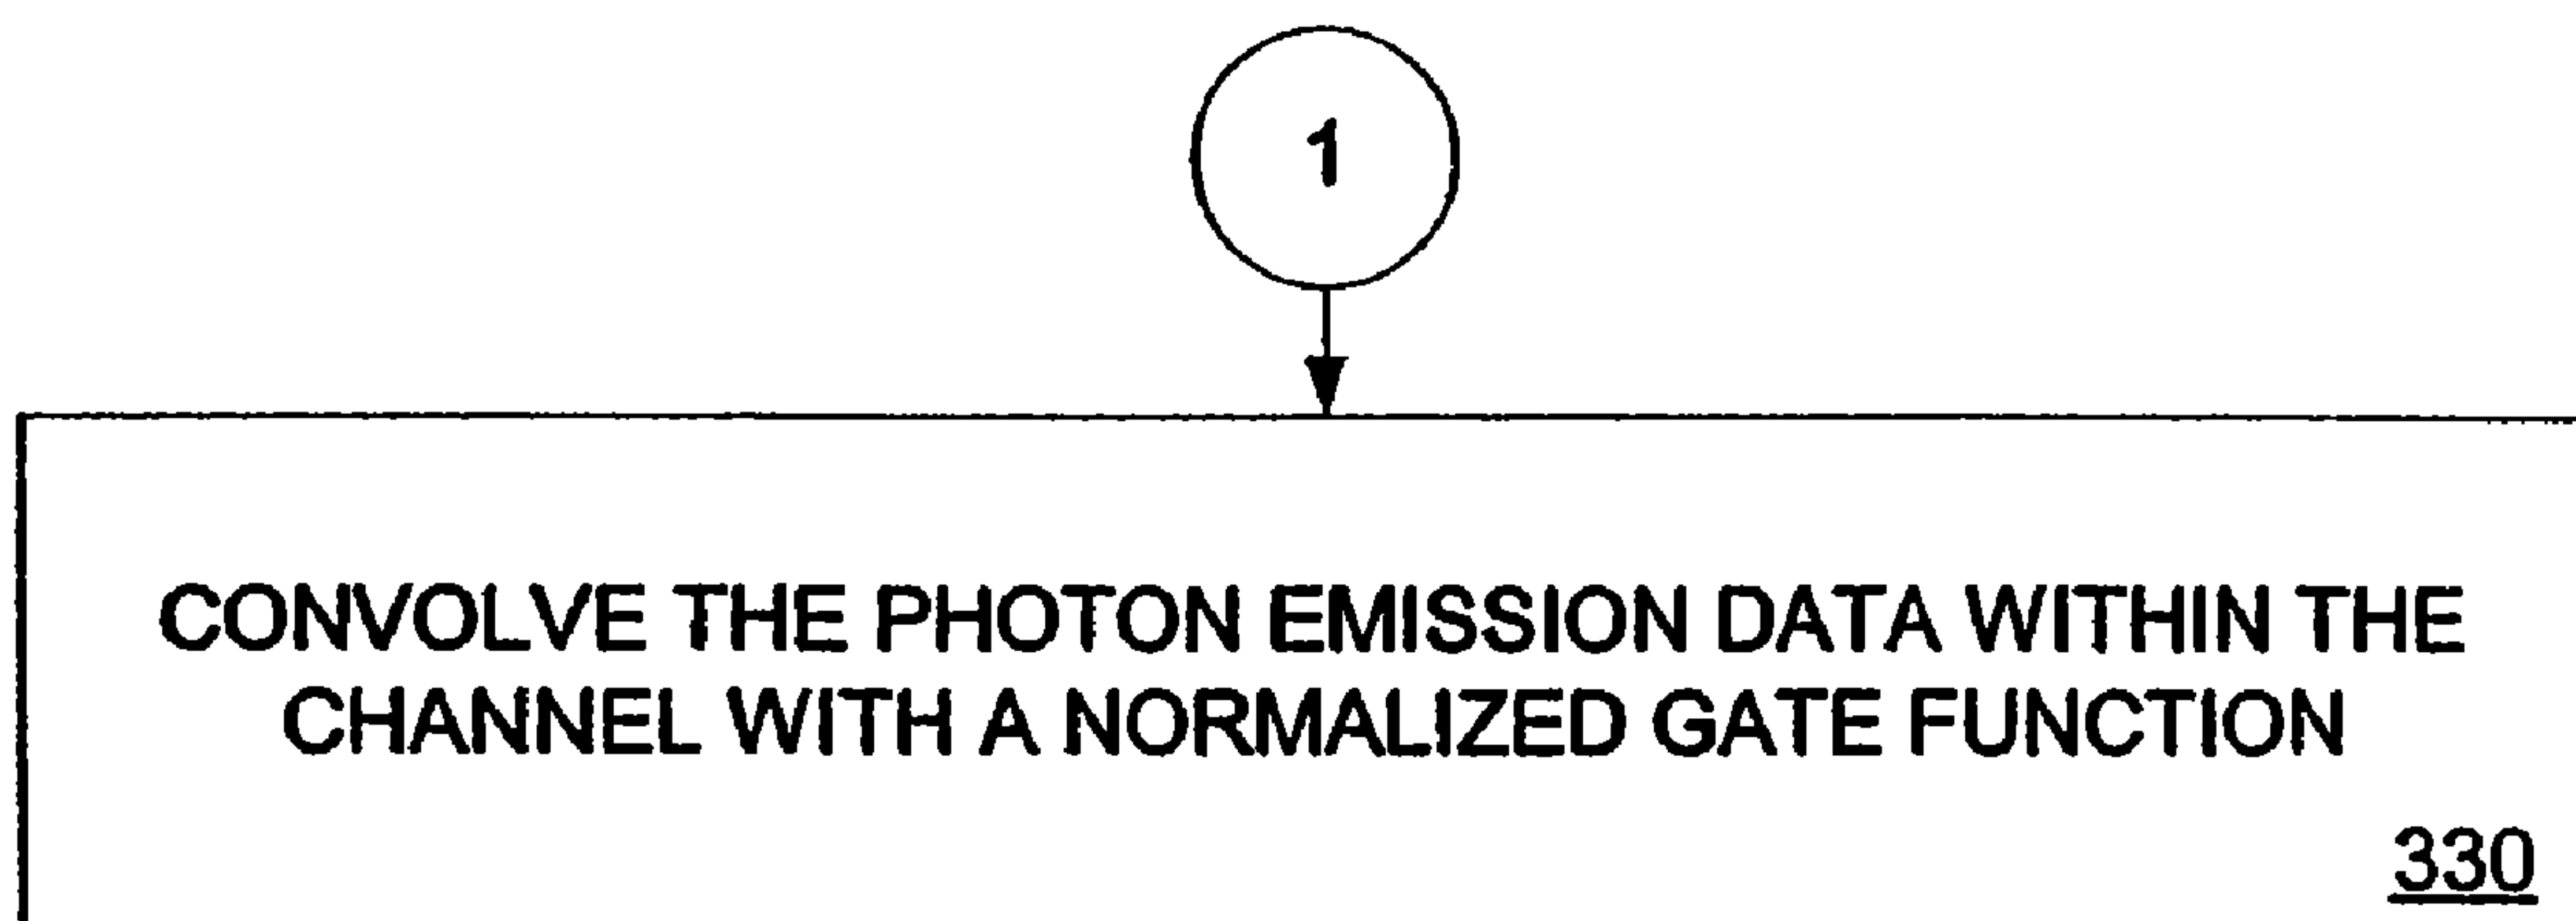 1
CONVOLVE THE PHOTON EMISSION DATA WITHIN THE
CHANNEL WITH A NORMALIZED GATE FUNCTION
330